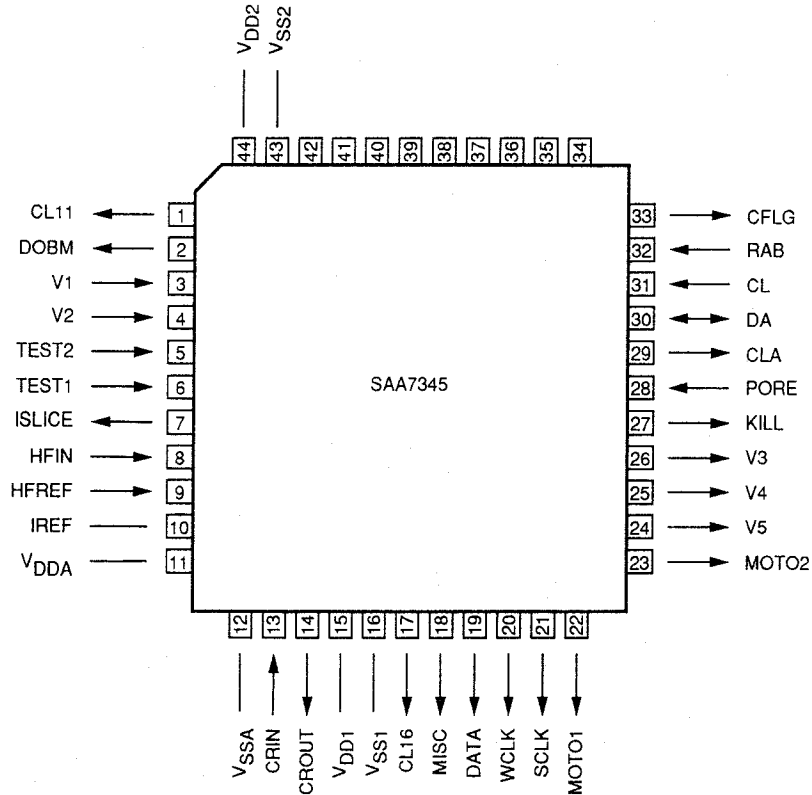 VDD2
VSS2
44 43 42 41 40 39 38 37 36 35 34
CL11 1
DOBM 2
V1 3
V2 4
TEST2 5
TEST1 6
ISLICE 7
HFIN 8
HFREF 9
IREF 10
VDDA 11
SAA7345
33 CFLG
32 RAB
31 CL
30 DA
29 CLA
28 PORE
27 KILL
26 V3
25 V4
24 V5
23 MOTO2
12 13 14 15 16 17 18 19 20 21 22
VSSA
CRIN
CROUT
VDD1
VSS1
CL16
MISC
DATA
WCLK
SCLK
MOTO1